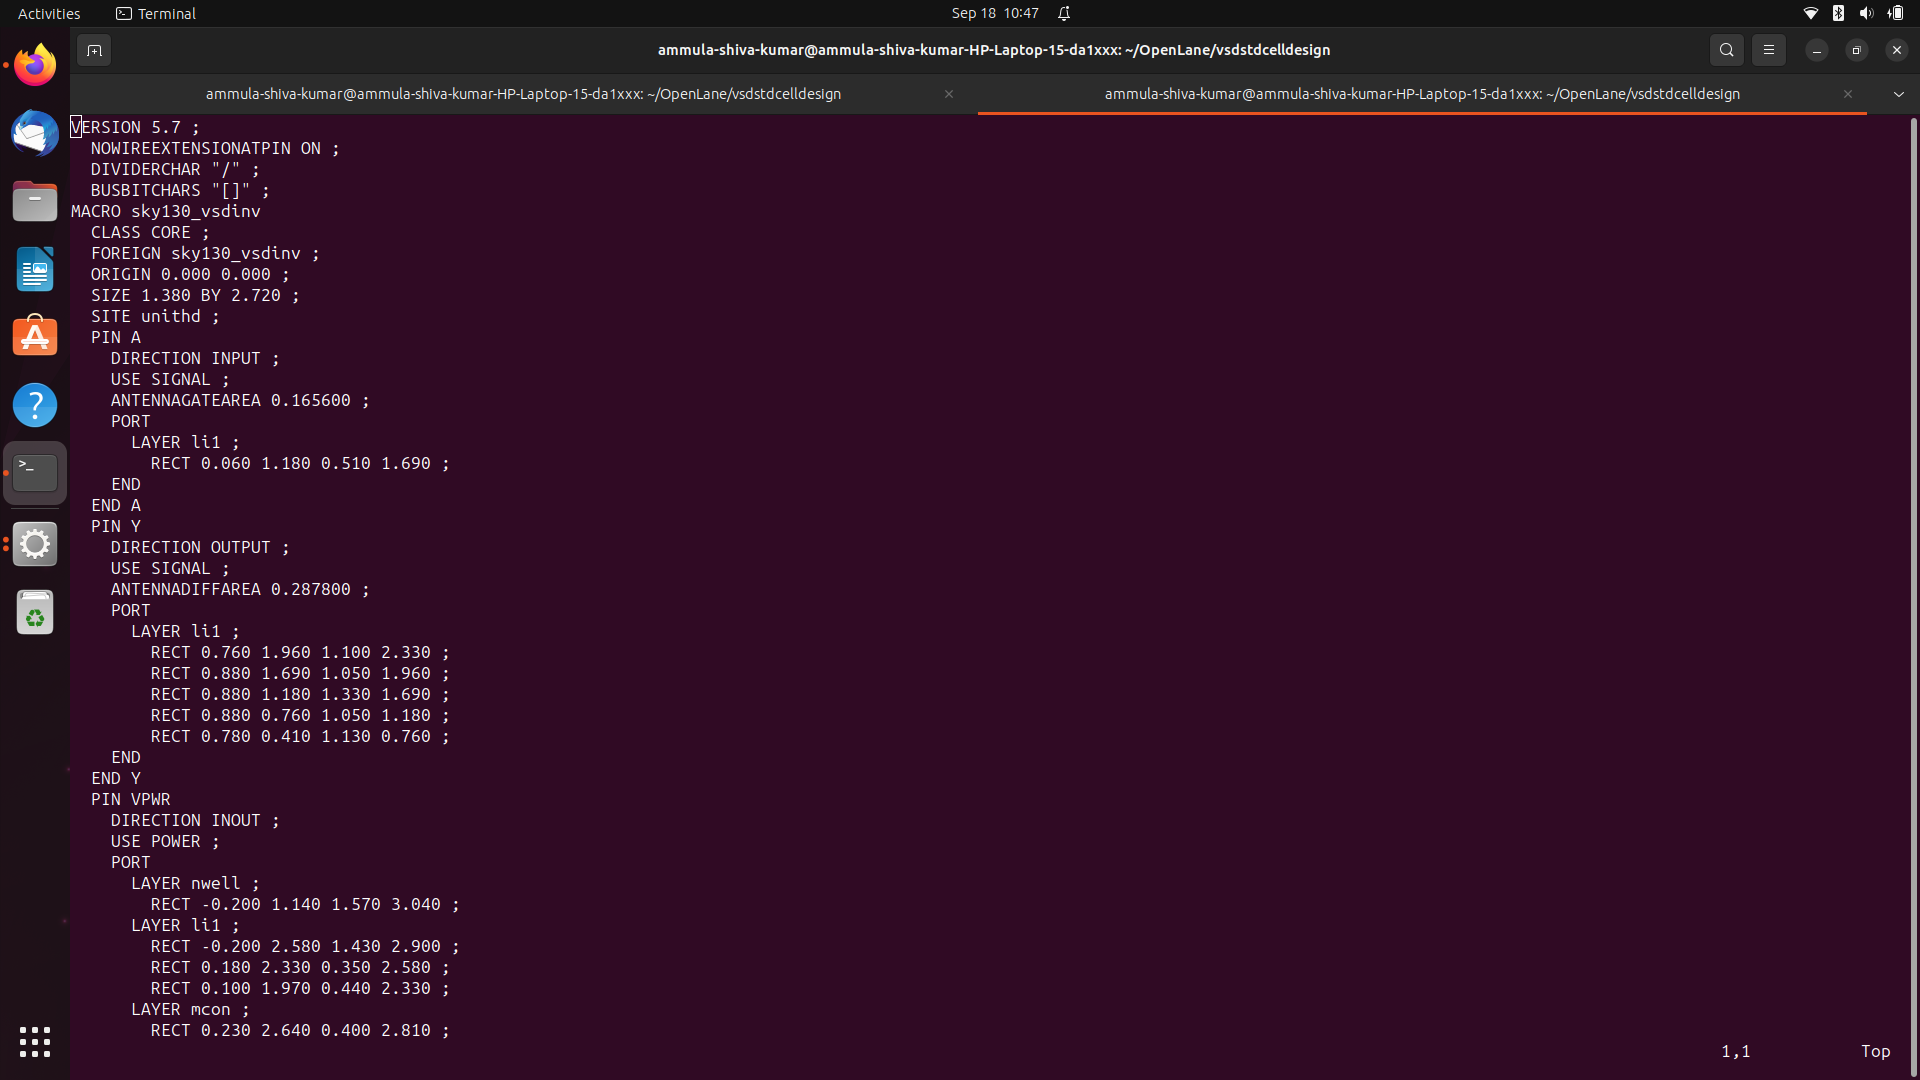 Activities
Terminal
Sep 18 10:47
ammula-shiva-kumar@ammula-shiva-kumar-HP-Laptop-15-da1xxx: ~/OpenLane/vsdstdcelldesign
ammula-shiva-kumar@ammula-shiva-kumar-HP-Laptop-15-da1xxx: ~/OpenLane/vsdstdcelldesign
ammula-shiva-kumar@ammula-shiva-kumar-HP-Laptop-15-da1xxx: ~/OpenLane/vsdstdcelldesign
VERSION 5.7 ;
  NOWIREEXTENSIONATPIN ON ;
  DIVIDERCHAR "/" ;
  BUSBITCHARS "[]" ;
MACRO sky130_vsdinv
  CLASS CORE ;
  FOREIGN sky130_vsdinv ;
  ORIGIN 0.000 0.000 ;
  SIZE 1.380 BY 2.720 ;
  SITE unithd ;
  PIN A
    DIRECTION INPUT ;
    USE SIGNAL ;
    ANTENNAGATEAREA 0.165600 ;
    PORT
      LAYER li1 ;
        RECT 0.060 1.180 0.510 1.690 ;
    END
  END A
  PIN Y
    DIRECTION OUTPUT ;
    USE SIGNAL ;
    ANTENNADIFFAREA 0.287800 ;
    PORT
      LAYER li1 ;
        RECT 0.760 1.960 1.100 2.330 ;
        RECT 0.880 1.690 1.050 1.960 ;
        RECT 0.880 1.180 1.330 1.690 ;
        RECT 0.880 0.760 1.050 1.180 ;
        RECT 0.780 0.410 1.130 0.760 ;
    END
  END Y
  PIN VPWR
    DIRECTION INOUT ;
    USE POWER ;
    PORT
      LAYER nwell ;
        RECT -0.200 1.140 1.570 3.040 ;
      LAYER li1 ;
        RECT -0.200 2.580 1.430 2.900 ;
        RECT 0.180 2.330 0.350 2.580 ;
        RECT 0.100 1.970 0.440 2.330 ;
      LAYER mcon ;
        RECT 0.230 2.640 0.400 2.810 ;
1,1 Top